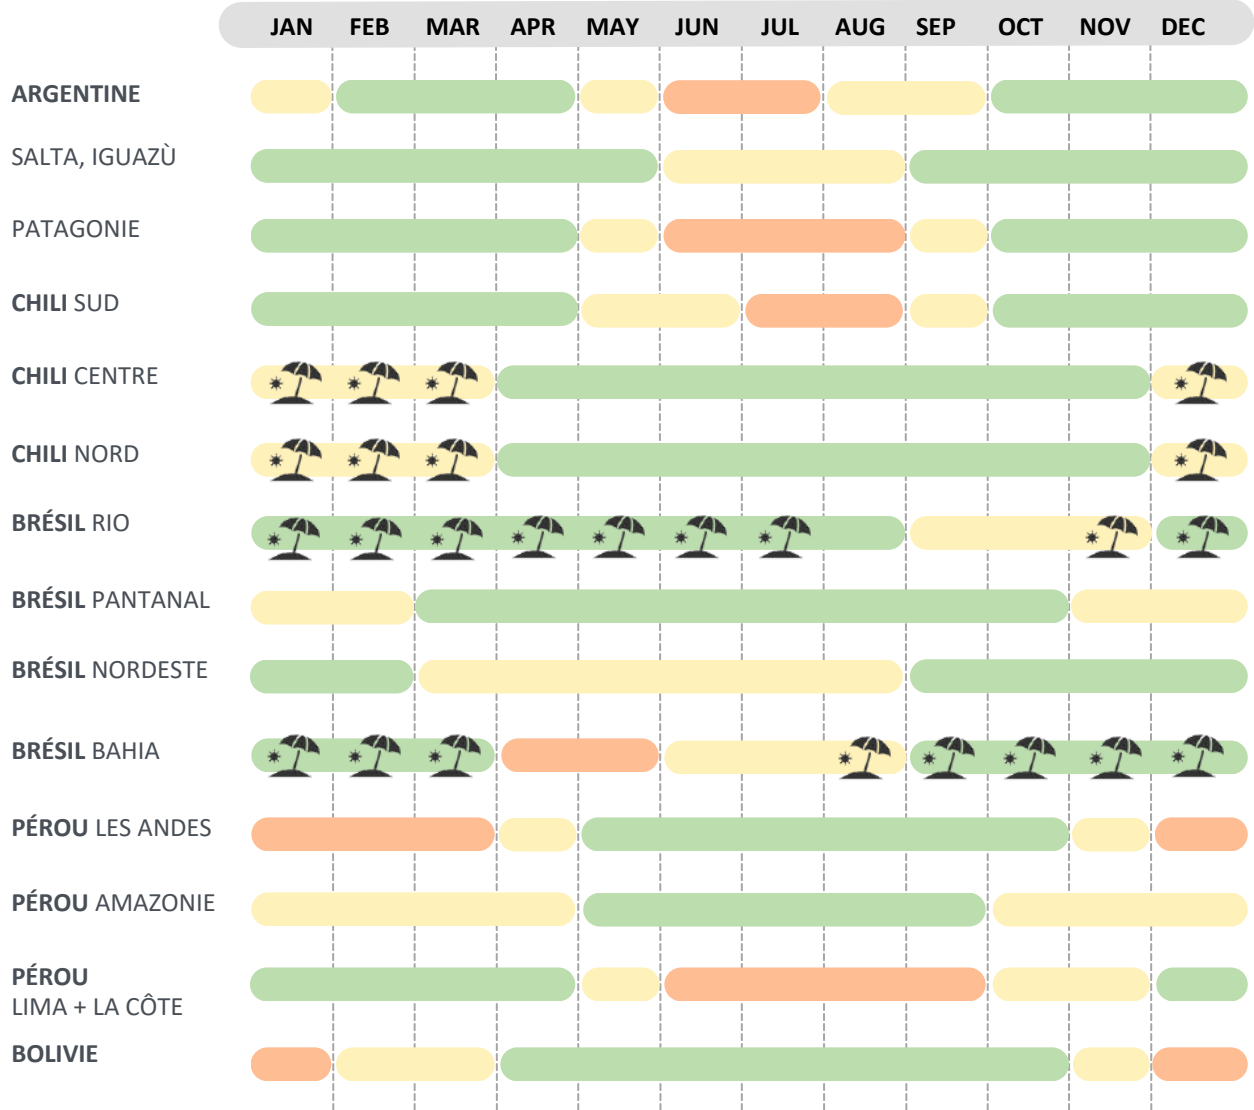 JAN FEB MAR APR MAY JUN JUL AUG SEP OCT NOV DEC
ARGENTINE
SALTA, IGUAZÙ
PATAGONIE
CHILI SUD
CHILI CENTRE
CHILI NORD
BRÉSIL RIO
BRÉSIL PANTANAL
BRÉSIL NORDESTE
BRÉSIL BAHIA
PÉROU LES ANDES
PÉROU AMAZONIE
PÉROU
LIMA + LA CÔTE
BOLIVIE